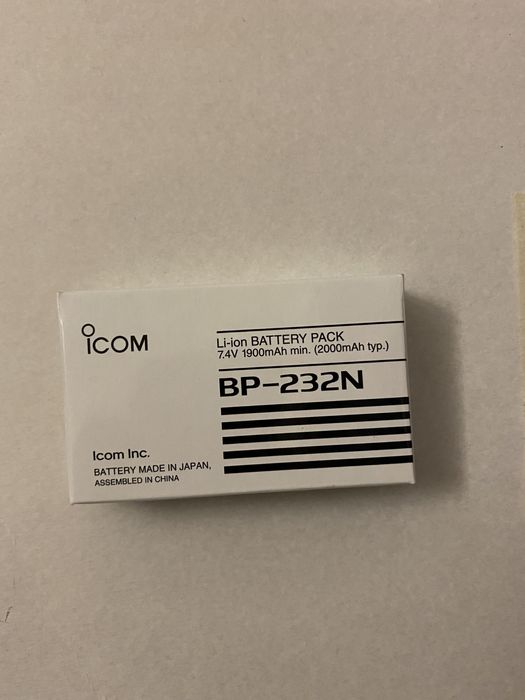 ICOM
Li-ion BATTERY PACK
7.4V 1900mAh min. (2000mAh typ.)
BP-232N
Icom Inc.
BATTERY MADE IN JAPAN,
ASSEMBLED IN CHINA